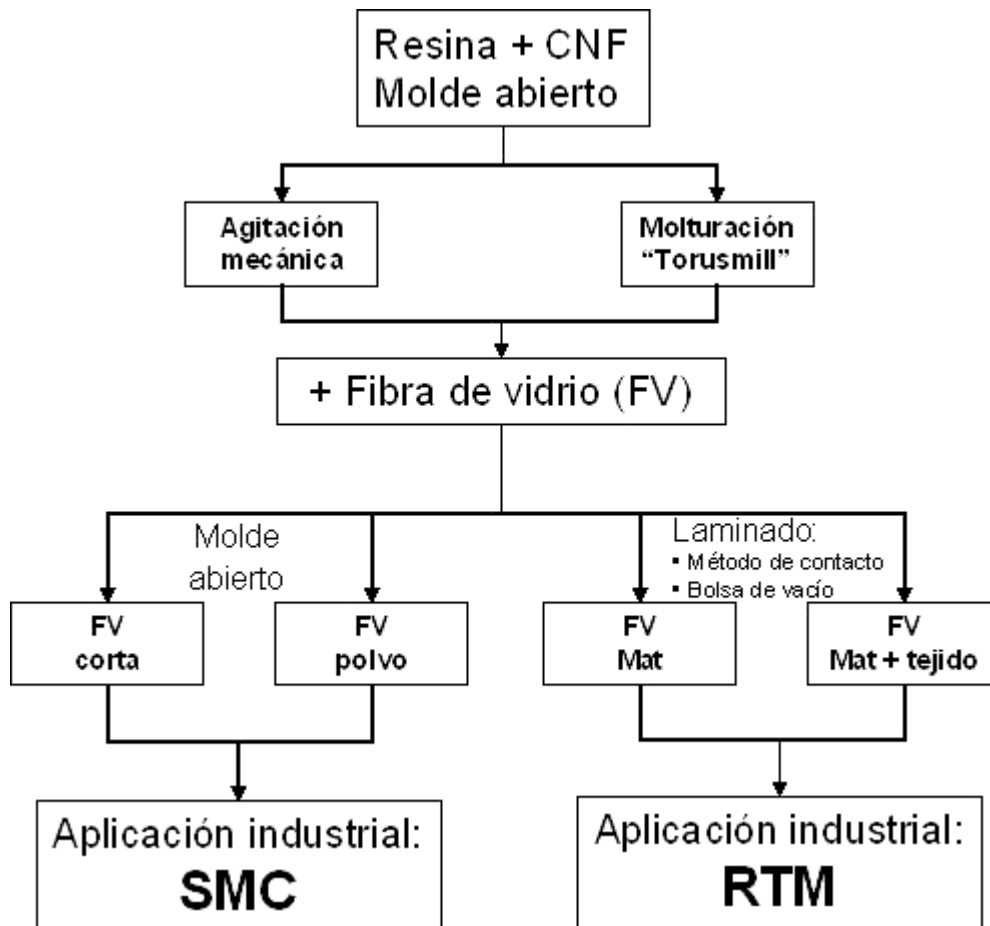 Resina + CNF
Molde abierto
Agitación
mecánica
Molturación
“Torusmill”
+ Fibra de vidrio (FV)
Molde
abierto
Laminado:
▪ Método de contacto
▪ Bolsa de vacío
FV
corta
FV
polvo
FV
Mat
FV
Mat + tejido
Aplicación industrial:
SMC
Aplicación industrial:
RTM